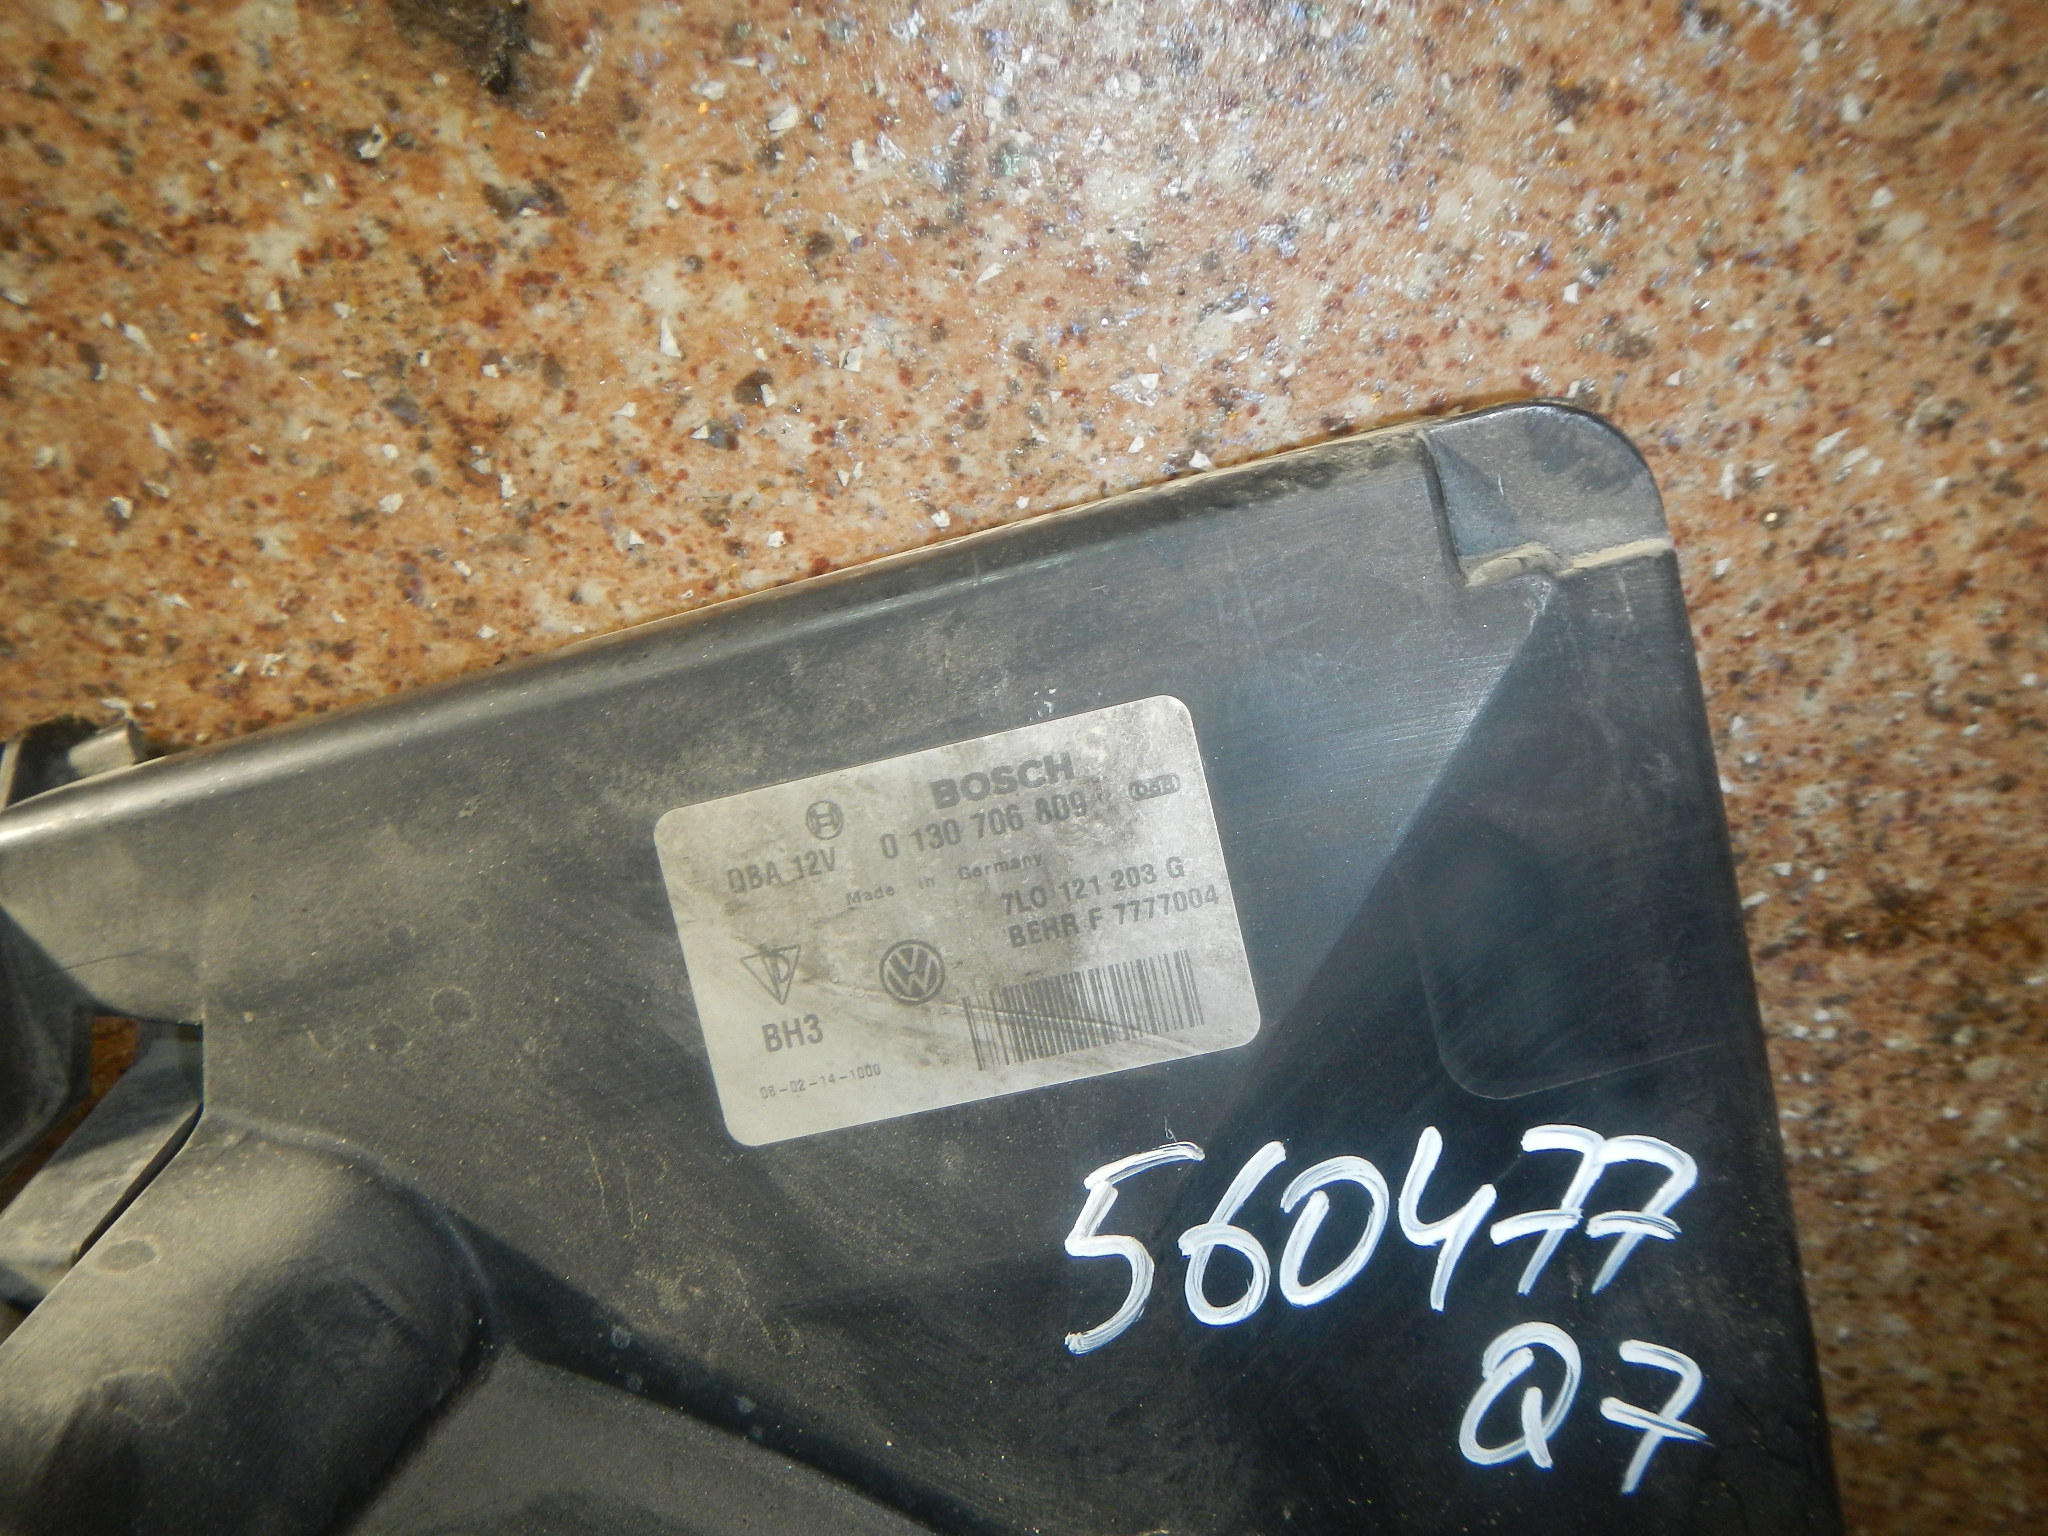 BOSCH
QBA 12V 0 130 706 809
Made in Germany
7L0 121 203 G
BEHR F 7777004
BH3
08-02-14-1000
560477
Q7